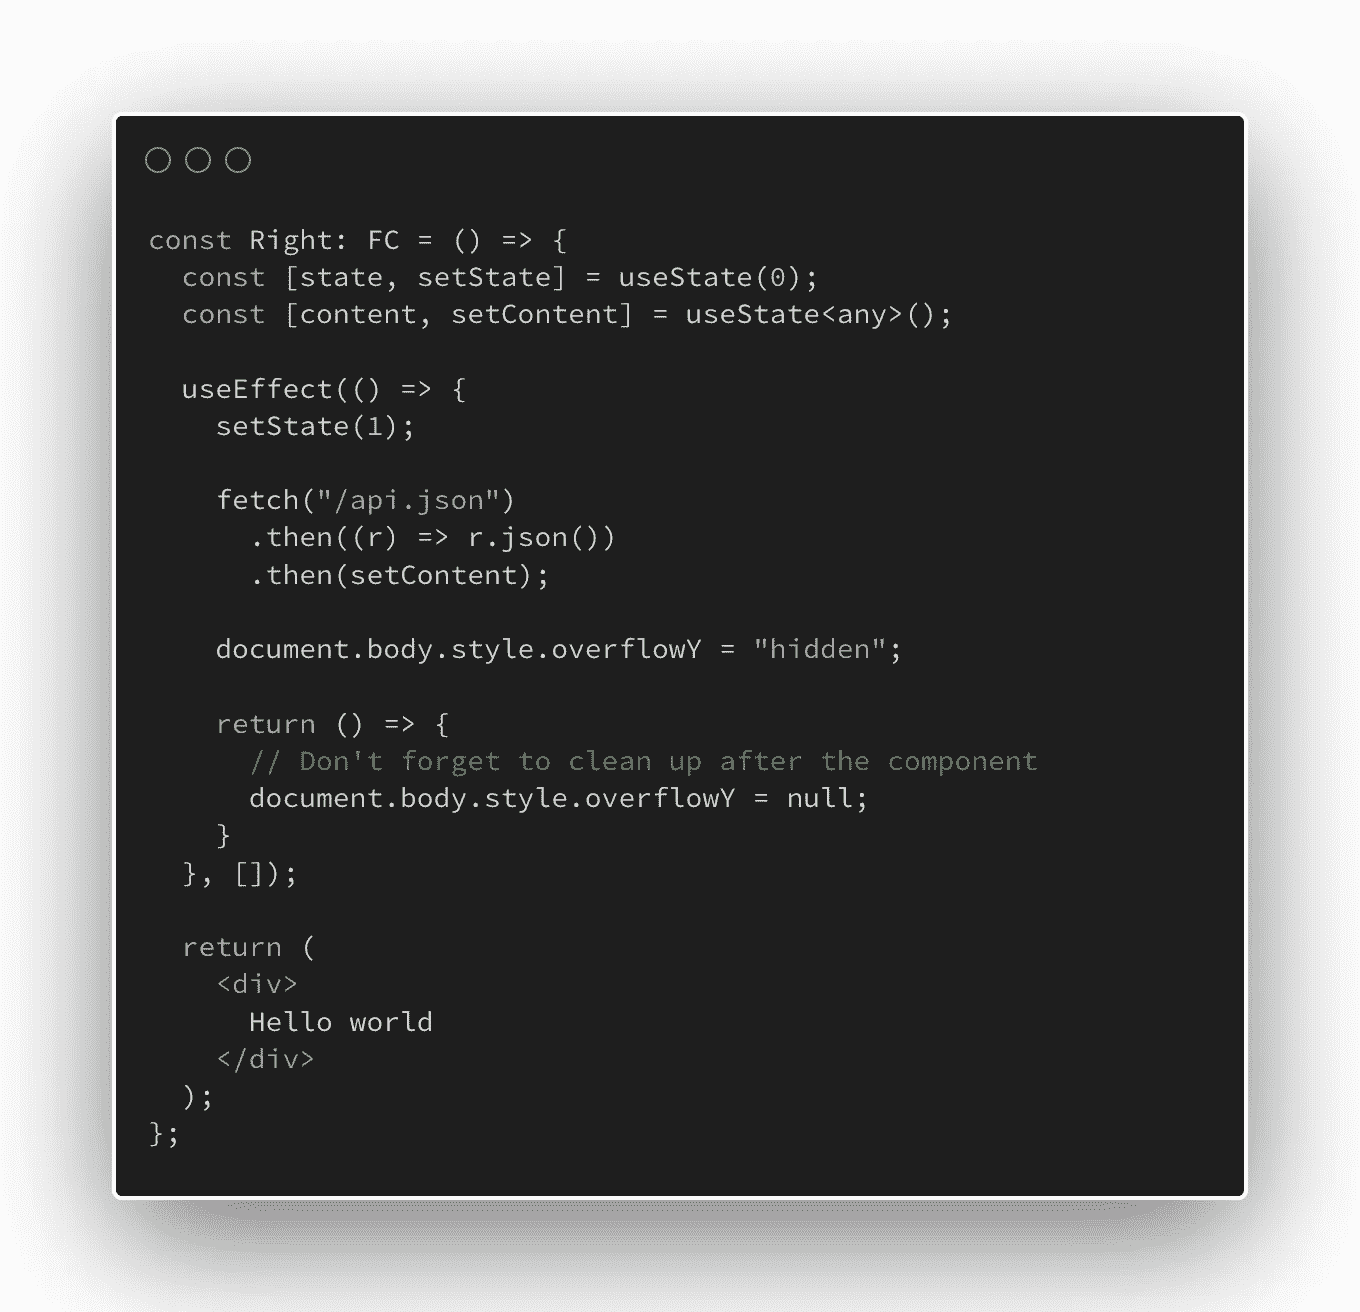 const Right: FC = () => {
  const [state, setState] = useState(0);
  const [content, setContent] = useState<any>();

  useEffect(() => {
    setState(1);

    fetch("/api.json")
      .then((r) => r.json())
      .then(setContent);

    document.body.style.overflowY = "hidden";

    return () => {
      // Don't forget to clean up after the component
      document.body.style.overflowY = null;
    }
  }, []);

  return (
    <div>
      Hello world
    </div>
  );
};